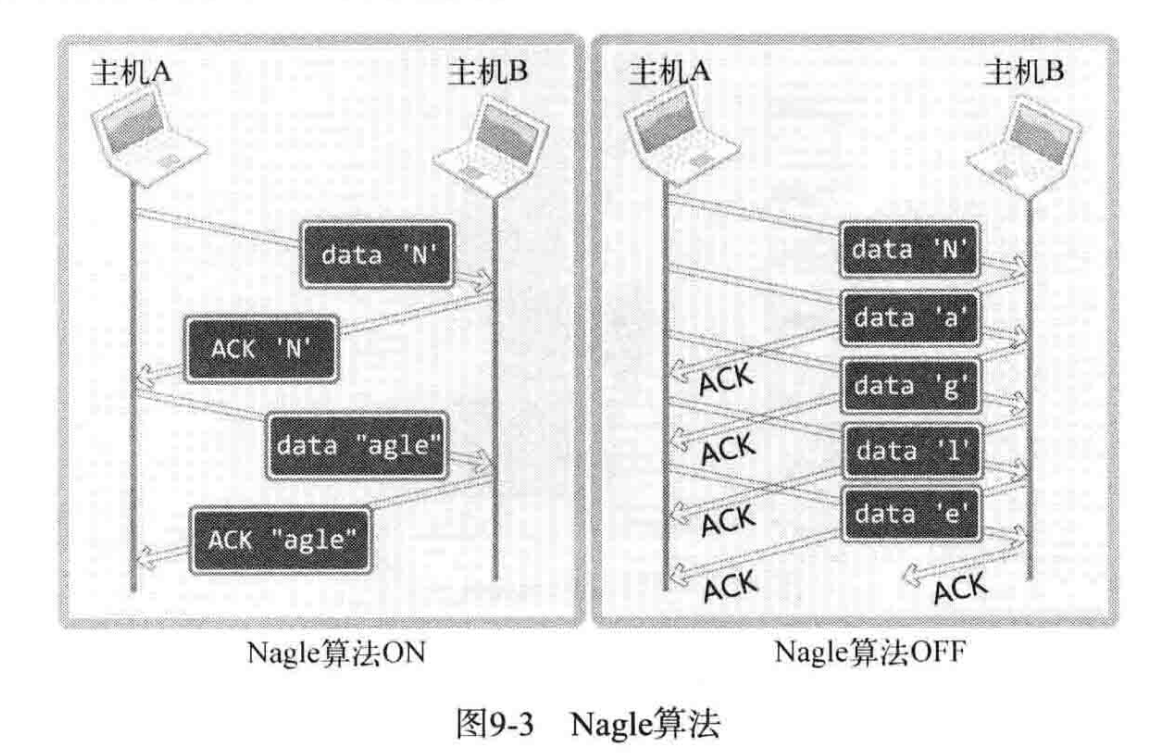 主机A
主机B
data 'N'
ACK 'N'
data "agle"
ACK "agle"
Nagle算法ON
主机A
主机B
data 'N'
data 'a'
ACK
data 'g'
ACK
data 'l'
ACK
data 'e'
ACK
ACK
Nagle算法OFF
图9-3 Nagle算法